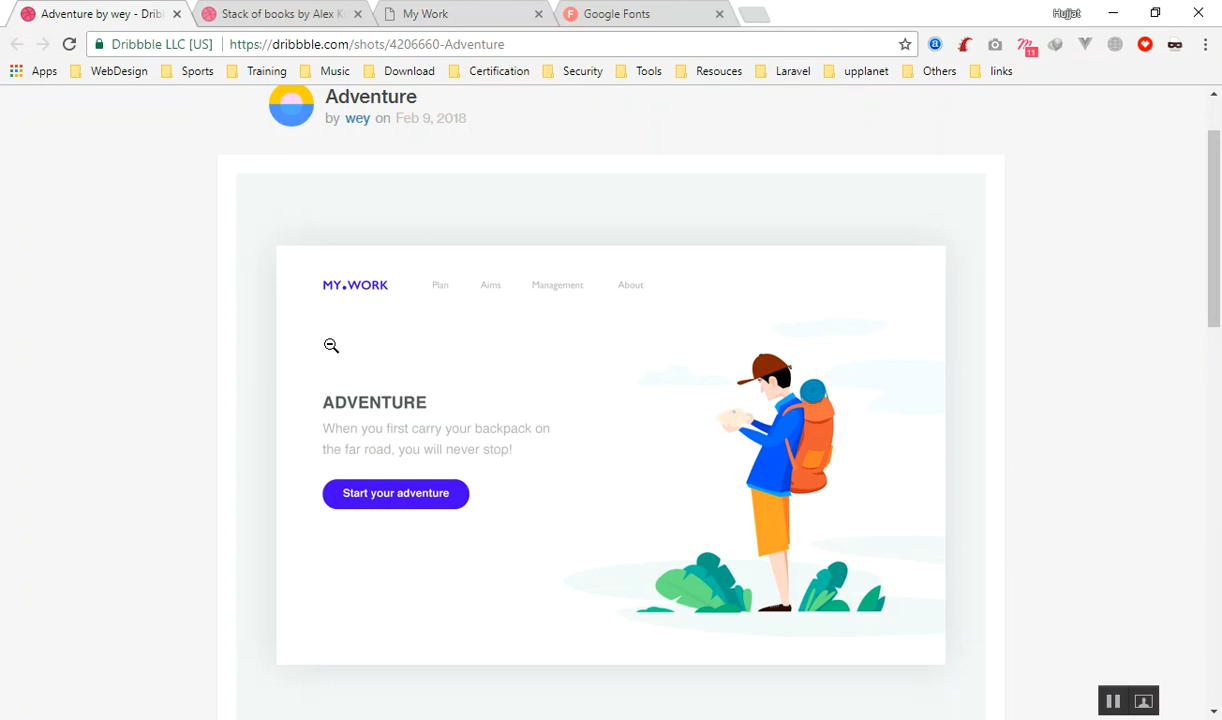 Adventure by wey - Drib
Stack of books by Alex K
My Work
Google Fonts
Hujjat
Dribbble LLC [US]
https://dribbble.com/shots/4206660-Adventure
11
Apps
WebDesign
Sports
Training
Music
Download
Certification
Security
Tools
Resouces
Laravel
upplanet
Others
links
Adventure
by wey on Feb 9, 2018
MY.WORK
Plan
Aims
Management
About
ADVENTURE
When you first carry your backpack on
the far road, you will never stop!
Start your adventure